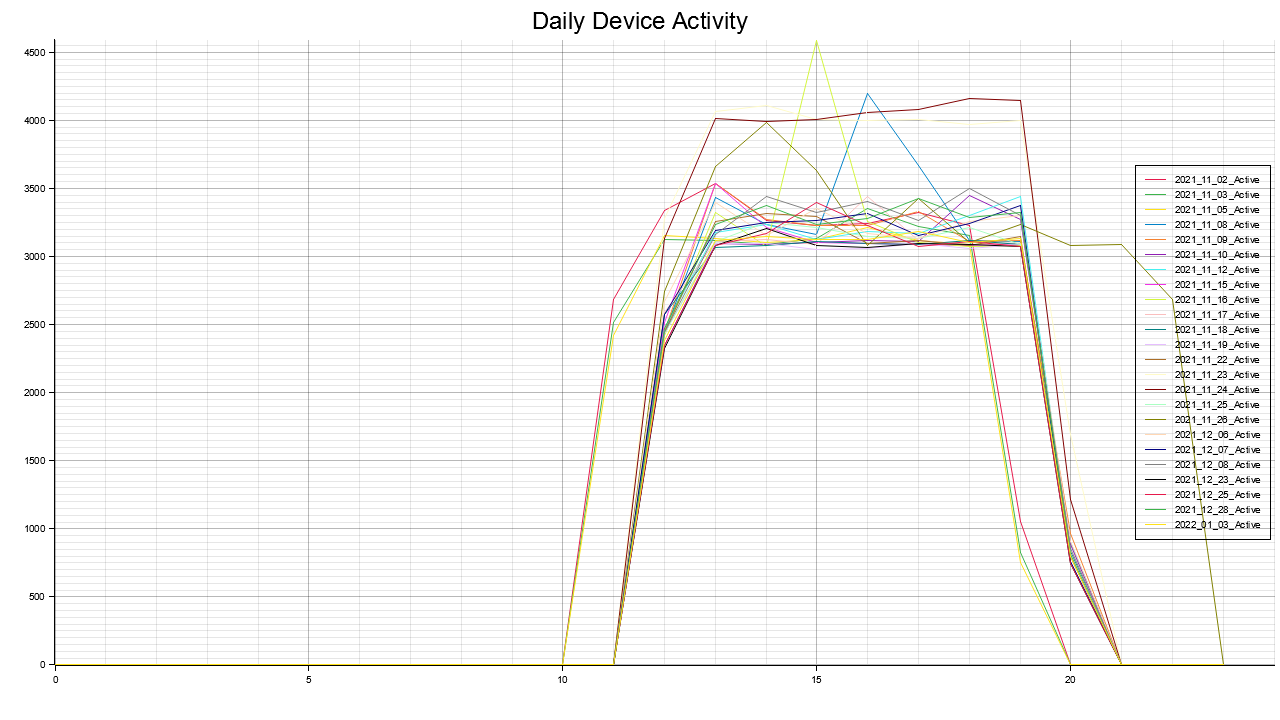 Daily Device Activity
4500
4000
3500
3000
2500
2000
1500
1000
500
0
0 5 10 15 20
2021_11_02_Active
2021_11_03_Active
2021_11_05_Active
2021_11_08_Active
2021_11_09_Active
2021_11_10_Active
2021_11_12_Active
2021_11_15_Active
2021_11_16_Active
2021_11_17_Active
2021_11_18_Active
2021_11_19_Active
2021_11_22_Active
2021_11_23_Active
2021_11_24_Active
2021_11_25_Active
2021_11_26_Active
2021_12_06_Active
2021_12_07_Active
2021_12_08_Active
2021_12_23_Active
2021_12_25_Active
2021_12_28_Active
2022_01_03_Active